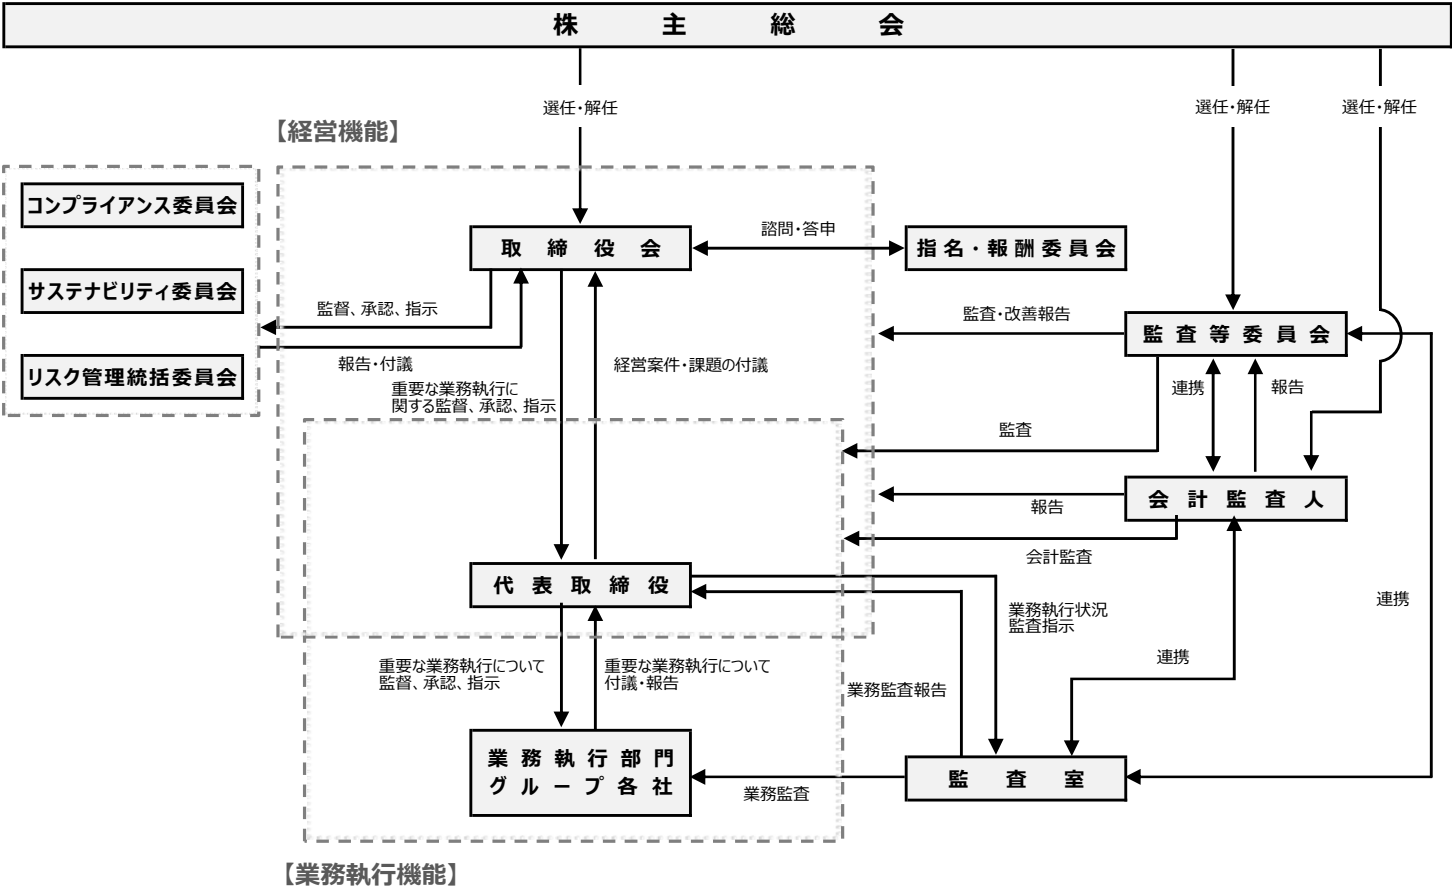 株主総会
選任・解任
選任・解任
選任・解任
【経営機能】
コンプライアンス委員会
サステナビリティ委員会
リスク管理統括委員会
取締役会
諮問・答申
指名・報酬委員会
監督、承認、指示
報告・付議
監査・改善報告
監査等委員会
重要な業務執行に
関する監督、承認、指示
経営案件・課題の付議
連携
報告
監査
会計監査人
報告
会計監査
代表取締役
業務執行状況
監査指示
連携
連携
重要な業務執行について
監督、承認、指示
重要な業務執行について
付議・報告
業務監査報告
業務執行部門
グループ各社
業務監査
監査室
【業務執行機能】